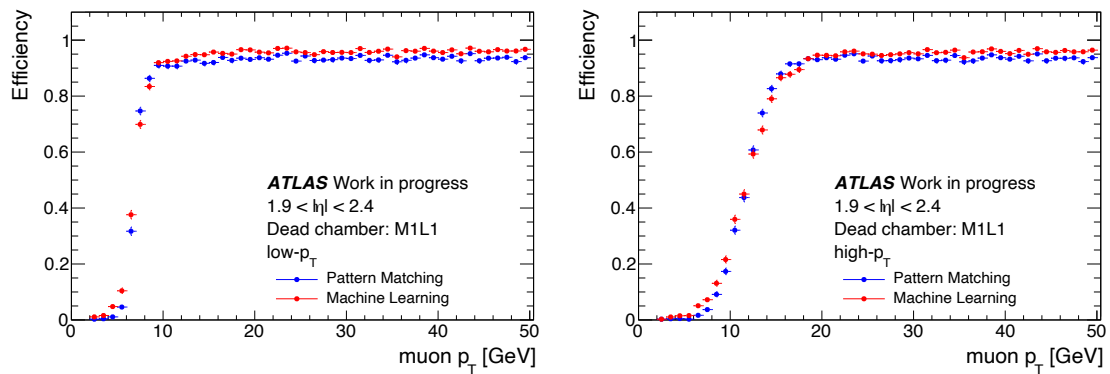 Efficiency
1
0.8
0.6
0.4
0.2
0
ATLAS Work in progress
1.9 < |η| < 2.4
Dead chamber: M1L1
low-p_T
Pattern Matching
Machine Learning
0 10 20 30 40 50
muon p_T [GeV]
Efficiency
1
0.8
0.6
0.4
0.2
0
ATLAS Work in progress
1.9 < |η| < 2.4
Dead chamber: M1L1
high-p_T
Pattern Matching
Machine Learning
0 10 20 30 40 50
muon p_T [GeV]